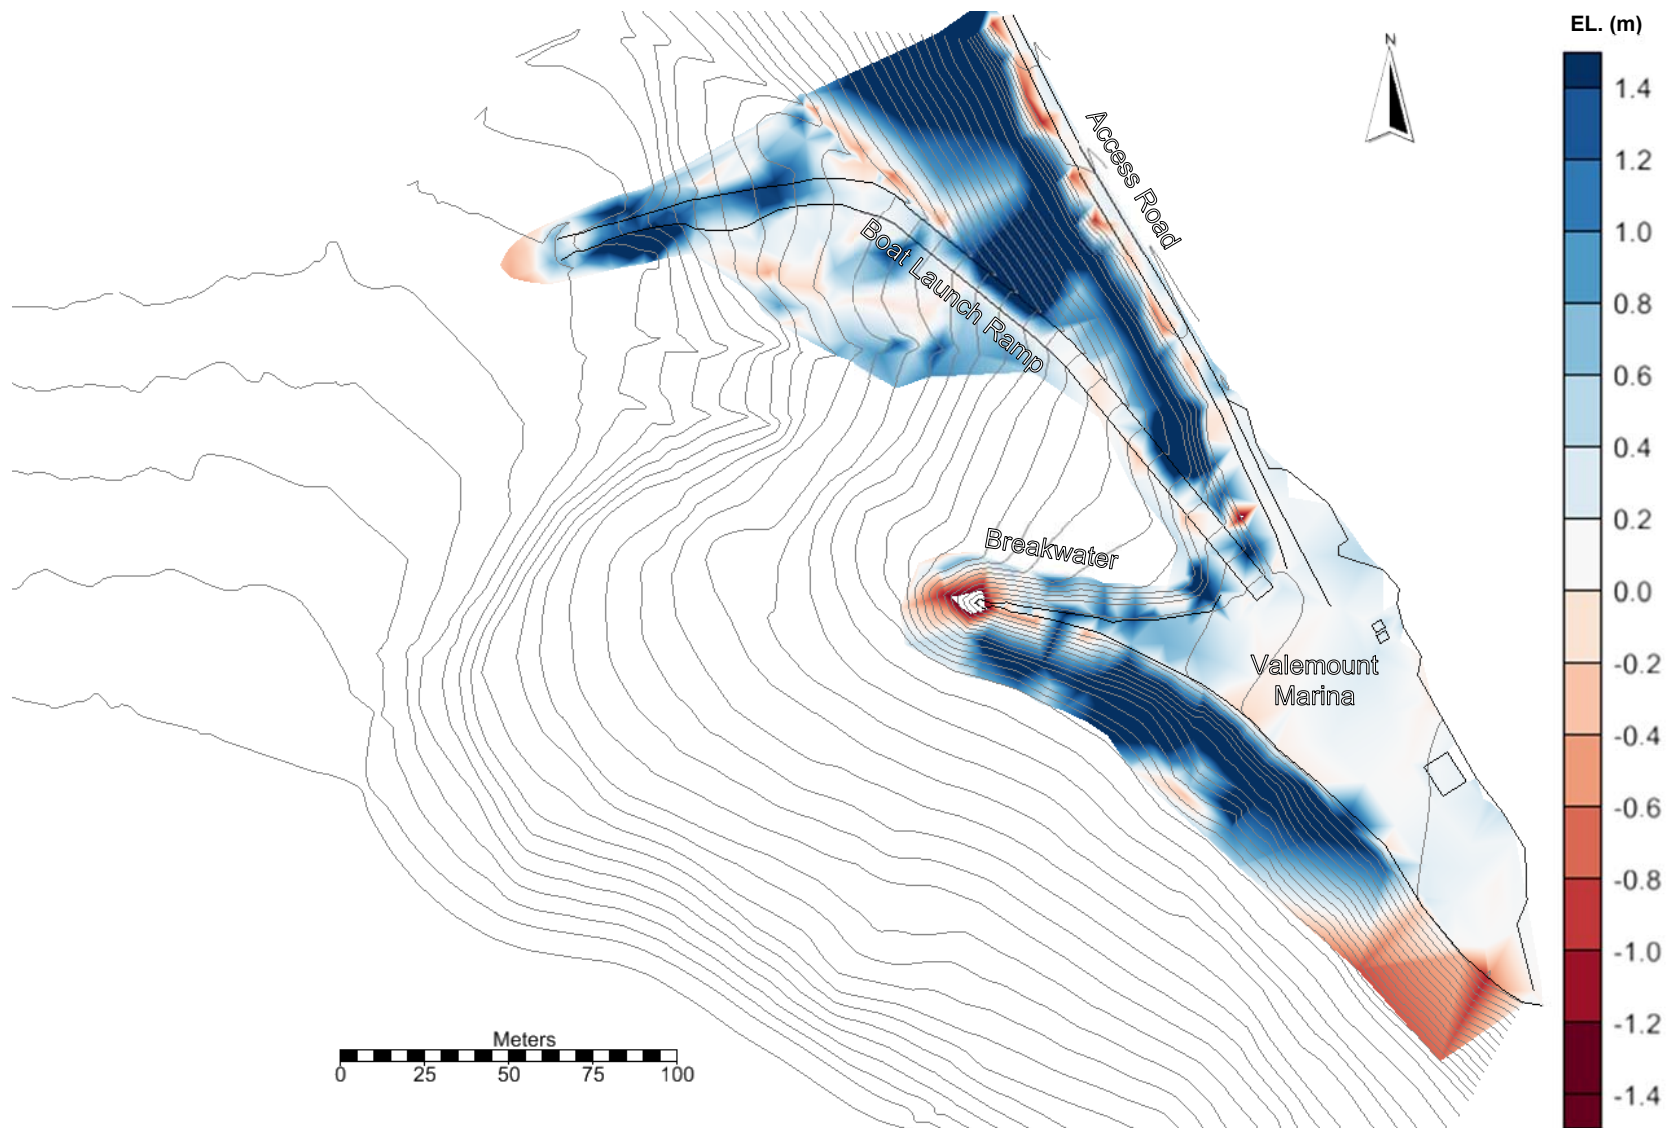 EL. (m)
N
1.4
1.2
1.0
0.8
0.6
0.4
0.2
0.0
-0.2
-0.4
-0.6
-0.8
-1.0
-1.2
-1.4
Access Road
Boat Launch Ramp
Breakwater
Valemount
Marina
Meters
0 25 50 75 100